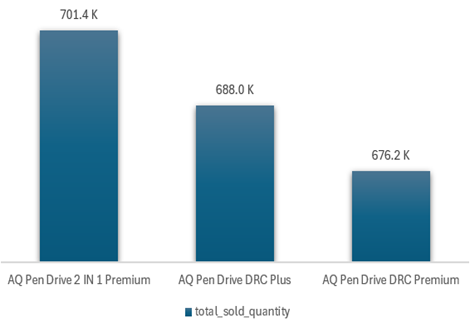 701.4 K
688.0 K
676.2 K
AQ Pen Drive 2 IN 1 Premium
AQ Pen Drive DRC Plus
AQ Pen Drive DRC Premium
total_sold_quantity